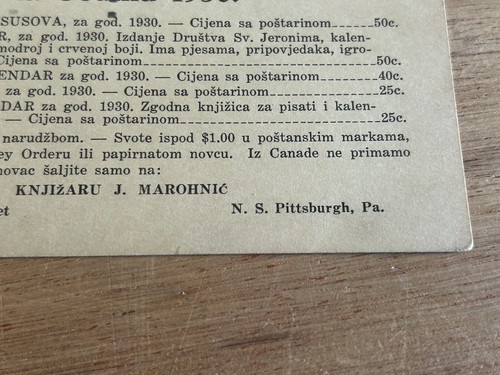 SUSOVA, za god. 1930. — Cijena sa poštarinom 50c.
R, za god. 1930. Izdanje Društva Sv. Jeronima, kalen-
modroj i crvenoj boji. Ima pjesama, pripovjedaka, igro-
Cijena sa poštarinom 50c.
ENDAR za god. 1930. — Cijena sa poštarinom 40c.
za god. 1930. — Cijena sa poštarinom 25c.
DAR za god. 1930. Zgodna knjižica za pisati i kalen-
— Cijena sa poštarinom 25c.
narudžbom. — Svote ispod $1.00 u poštanskim markama,
ey Orderu ili papirnatom novcu. Iz Canade ne primamo
novac šaljite samo na:
KNJIŽARU J. MAROHNIĆ
et N. S. Pittsburgh, Pa.